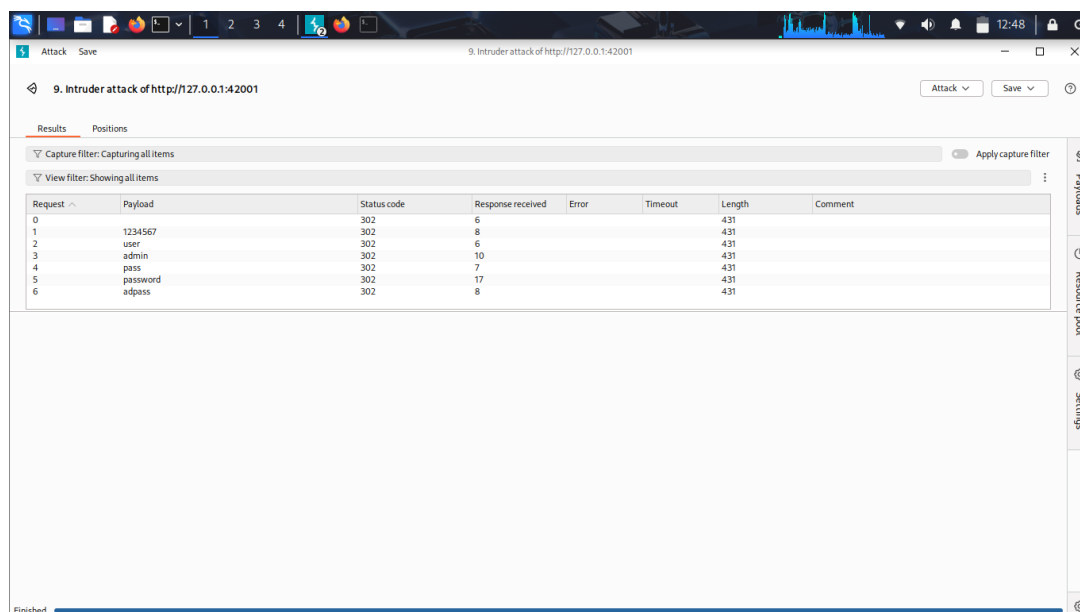 1 2 3 4 2 12:48
Attack Save 9. Intruder attack of http://127.0.0.1:42001
9. Intruder attack of http://127.0.0.1:42001 Attack Save
Results Positions
Capture filter: Capturing all items Apply capture filter
View filter: Showing all items
Request Payload Status code Response received Error Timeout Length Comment
0 302 6 431
1 1234567 302 8 431
2 user 302 6 431
3 admin 302 10 431
4 pass 302 7 431
5 password 302 17 431
6 adpass 302 8 431
Payloads
Resource pool
Settings
Finished